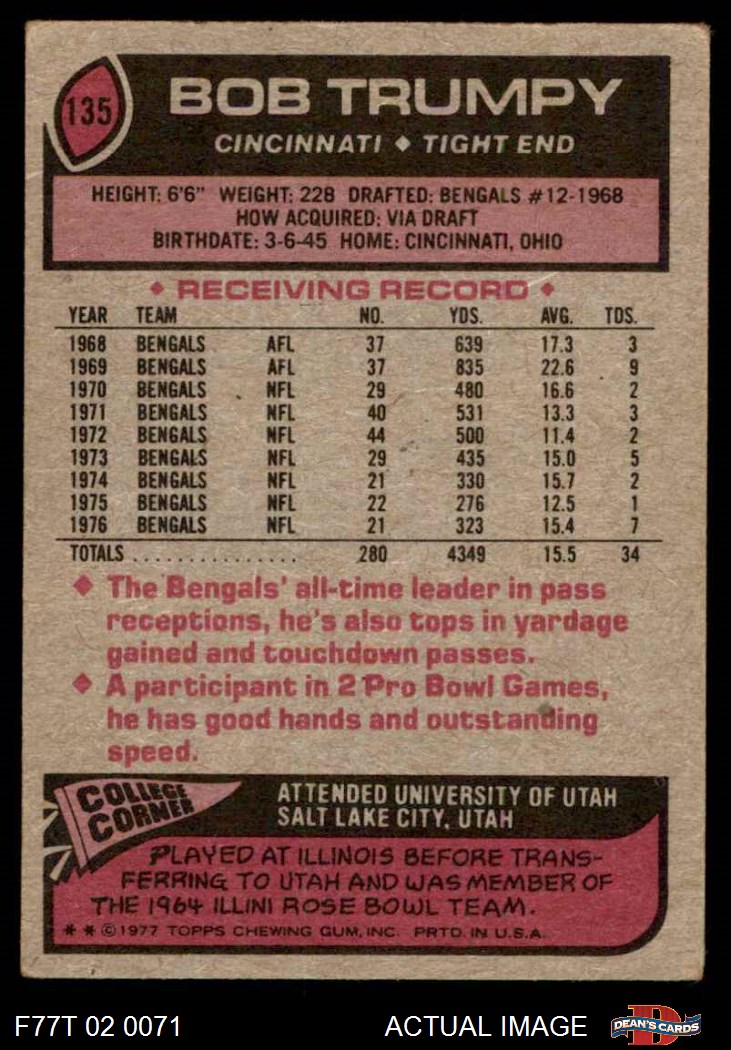 135
BOB TRUMPY
CINCINNATI ◆ TIGHT END
HEIGHT: 6'6" WEIGHT: 228 DRAFTED: BENGALS #12-1968
HOW ACQUIRED: VIA DRAFT
BIRTHDATE: 3-6-45 HOME: CINCINNATI, OHIO
◆ RECEIVING RECORD ◆
YEAR TEAM NO. YDS. AVG. TDS.
1968 BENGALS AFL 37 639 17.3 3
1969 BENGALS AFL 37 835 22.6 9
1970 BENGALS NFL 29 480 16.6 2
1971 BENGALS NFL 40 531 13.3 3
1972 BENGALS NFL 44 500 11.4 2
1973 BENGALS NFL 29 435 15.0 5
1974 BENGALS NFL 21 330 15.7 2
1975 BENGALS NFL 22 276 12.5 1
1976 BENGALS NFL 21 323 15.4 7
TOTALS ................ 280 4349 15.5 34
◆ The Bengals' all-time leader in pass
receptions, he's also tops in yardage
gained and touchdown passes.
◆ A participant in 2 Pro Bowl Games,
he has good hands and outstanding
speed.
COLLEGE
CORNER
ATTENDED UNIVERSITY OF UTAH
SALT LAKE CITY, UTAH
PLAYED AT ILLINOIS BEFORE TRANS-
FERRING TO UTAH AND WAS MEMBER OF
THE 1964 ILLINI ROSE BOWL TEAM.
* * © 1977 TOPPS CHEWING GUM, INC. PRTD. IN U.S.A.
F77T 02 0071 ACTUAL IMAGE
D
DEAN'S CARDS